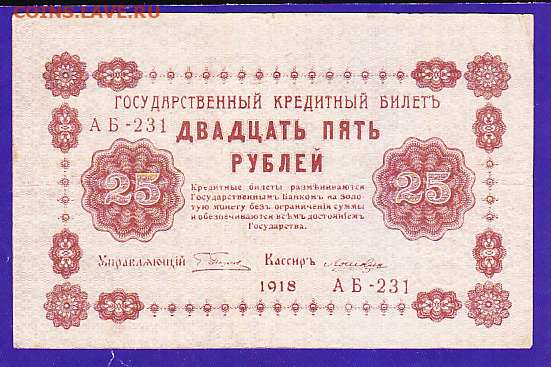 COINS.LAVE.RU
ГОСУДАРСТВЕННЫЙ КРЕДИТНЫЙ БИЛЕТЪ
АБ-231 ДВАДЦАТЬ ПЯТЬ
РУБЛЕЙ
25 25
Кредитные билеты размѣниваются
Государственнымъ Банкомъ на золо-
тую монету безъ ограниченія суммы
и обезпечиваются всѣмъ достояніемъ
Государства.
Управляющій Кассиръ
1918 АБ-231